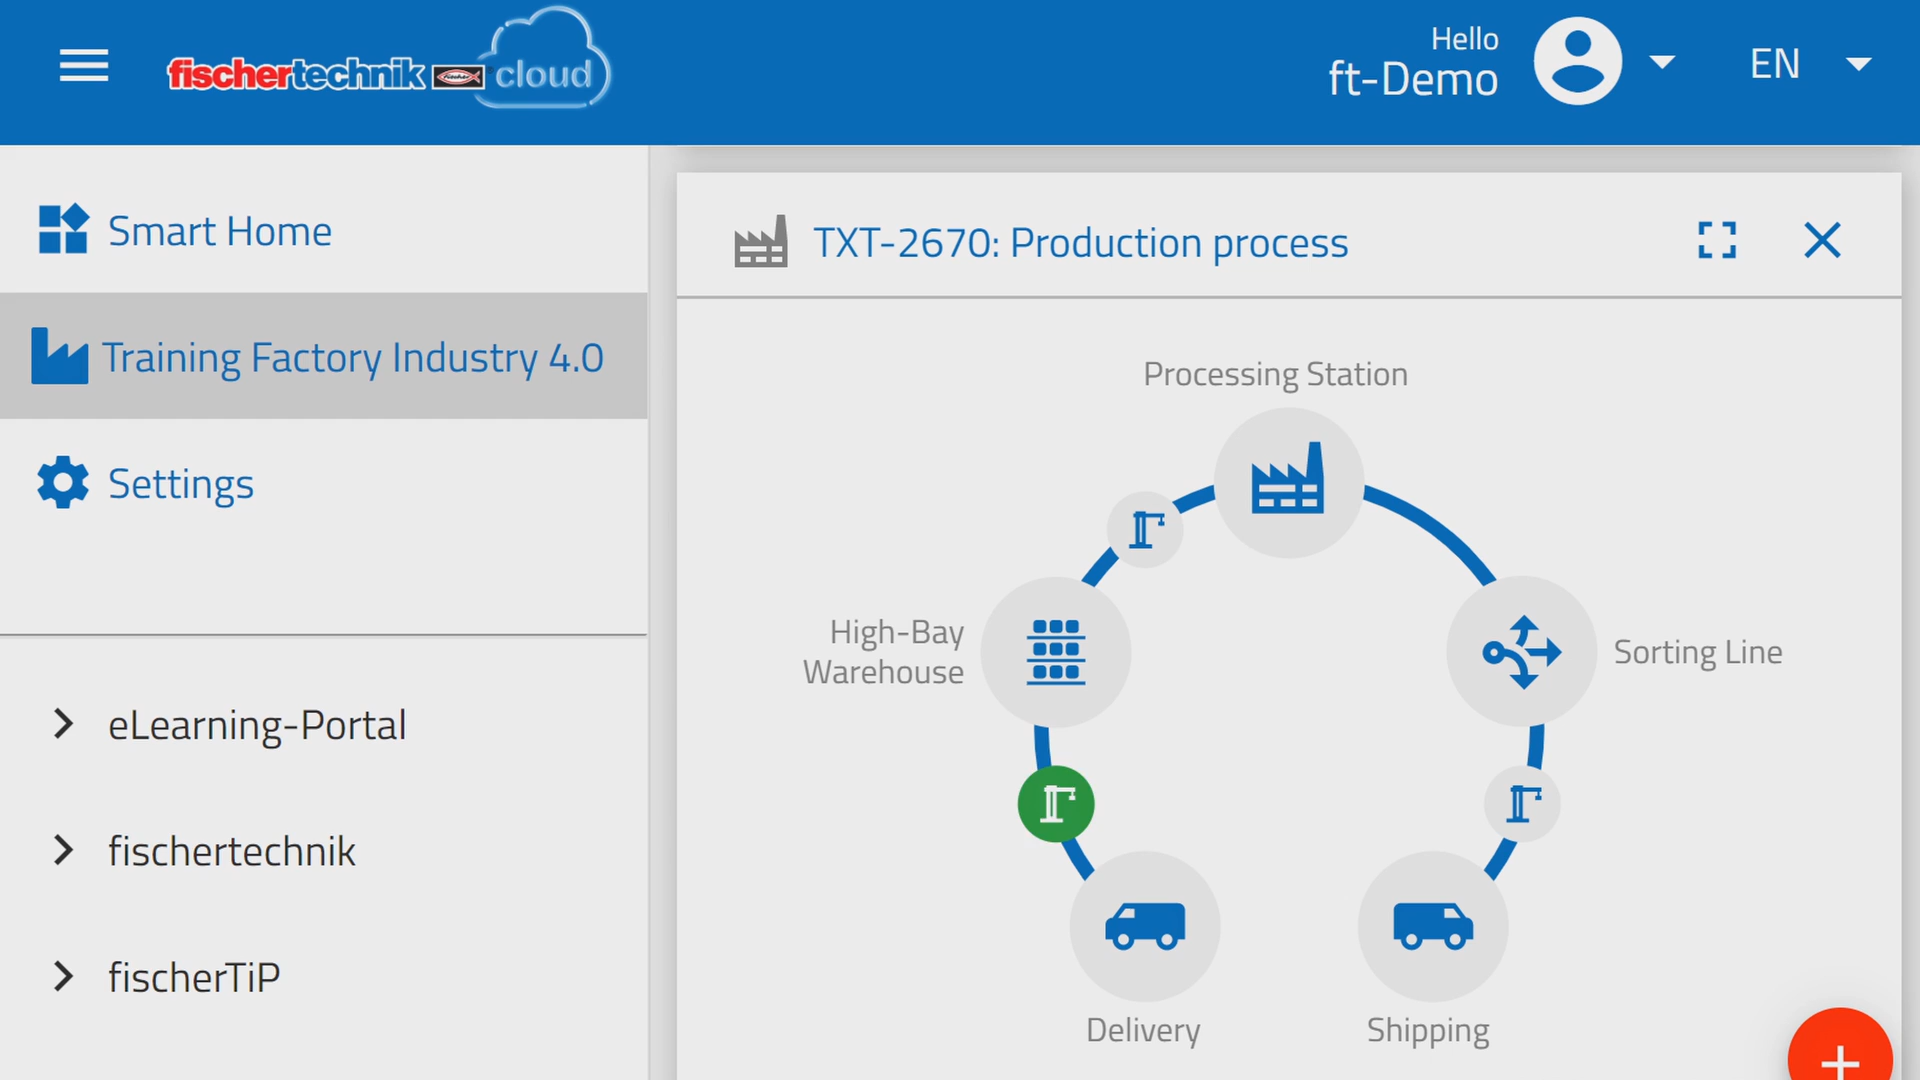 fischertechnik fischer cloud
Hello
ft-Demo
EN
Smart Home
Training Factory Industry 4.0
Settings
eLearning-Portal
fischertechnik
fischerTiP
TXT-2670: Production process
Processing Station
High-Bay
Warehouse
Sorting Line
Delivery
Shipping